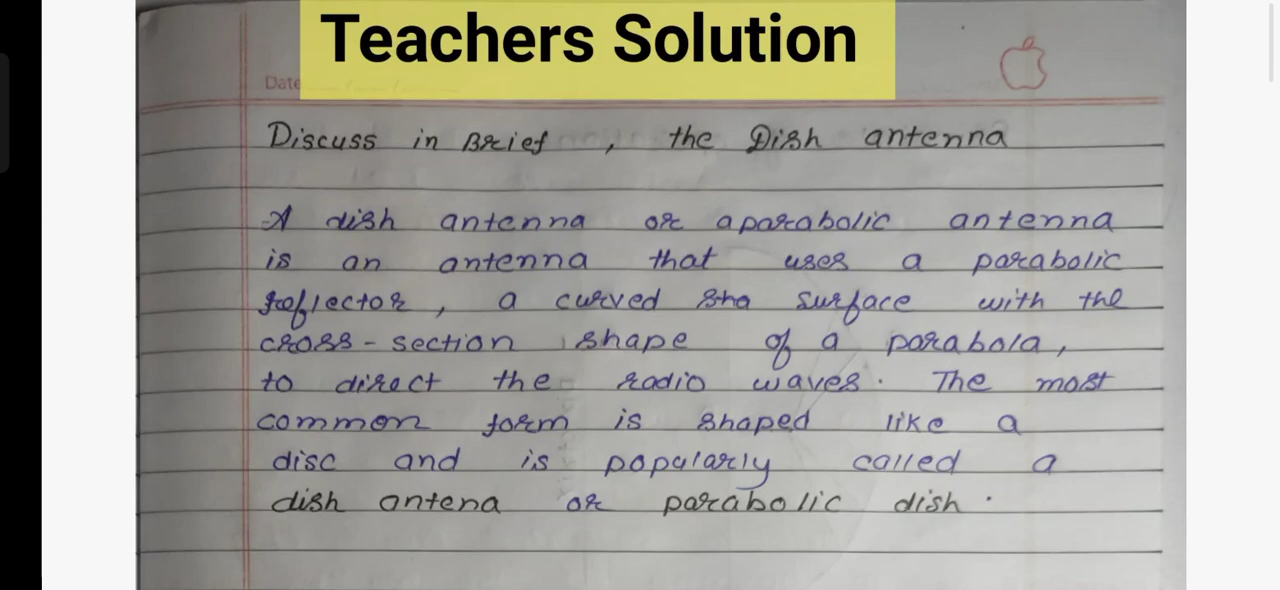 Teachers Solution
Date
Discuss in Brief , the Dish antenna
A dish antenna or a parabolic antenna
is an antenna that uses a parabolic
reflector, a curved sha surface with the
cross-section shape of a parabola,
to direct the radio waves. The most
common form is shaped like a
disc and is popularly called a
dish antena or parabolic dish.